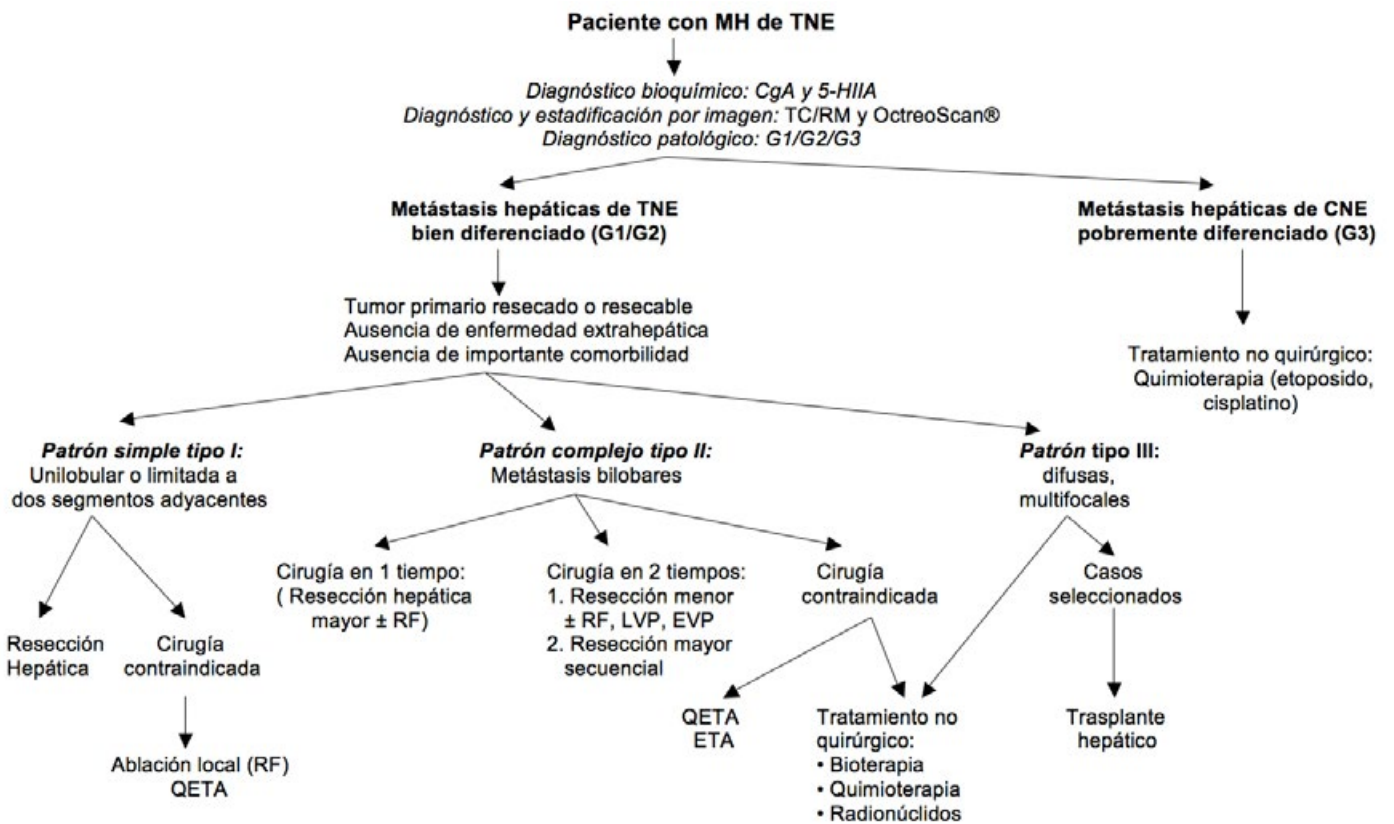 Paciente con MH de TNE
Diagnóstico bioquímico: CgA y 5-HIIA
Diagnóstico y estadificación por imagen: TC/RM y OctreoScan®
Diagnóstico patológico: G1/G2/G3
Metástasis hepáticas de TNE
bien diferenciado (G1/G2)
Metástasis hepáticas de CNE
pobremente diferenciado (G3)
Tumor primario resecado o resecable
Ausencia de enfermedad extrahepática
Ausencia de importante comorbilidad
Tratamiento no quirúrgico:
Quimioterapia (etoposido,
cisplatino)
Patrón simple tipo I:
Unilobular o limitada a
dos segmentos adyacentes
Patrón complejo tipo II:
Metástasis bilobares
Patrón tipo III:
difusas,
multifocales
Resección
Hepática
Cirugía
contraindicada
Ablación local (RF)
QETA
Cirugía en 1 tiempo:
( Resección hepática
mayor ± RF)
Cirugía en 2 tiempos:
1. Resección menor
± RF, LVP, EVP
2. Resección mayor
secuencial
Cirugía
contraindicada
QETA
ETA
Tratamiento no
quirúrgico:
• Bioterapia
• Quimioterapia
• Radionúclidos
Casos
seleccionados
Trasplante
hepático